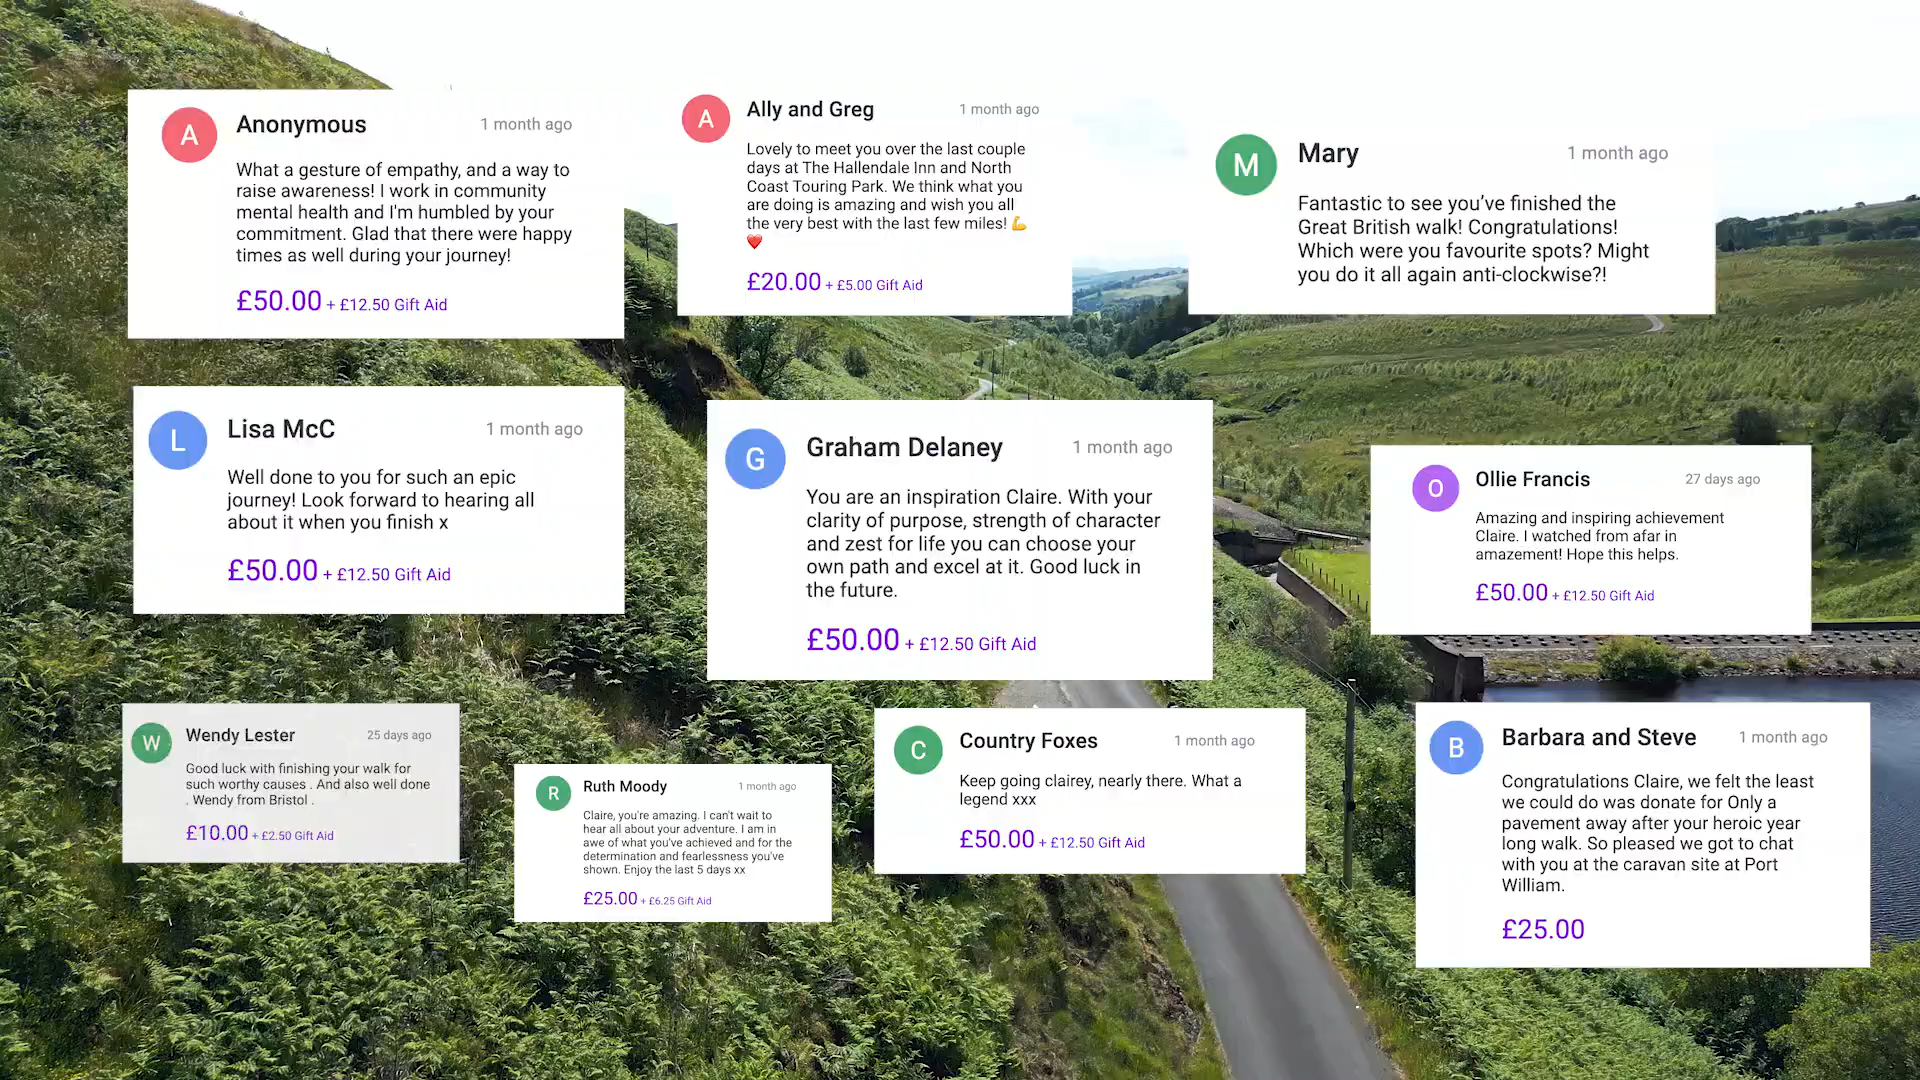 A
Anonymous
1 month ago
What a gesture of empathy, and a way to
raise awareness! I work in community
mental health and I'm humbled by your
commitment. Glad that there were happy
times as well during your journey!
£50.00 + £12.50 Gift Aid
A
Ally and Greg
1 month ago
Lovely to meet you over the last couple
days at The Hallendale Inn and North
Coast Touring Park. We think what you
are doing is amazing and wish you all
the very best with the last few miles! 💪
❤️
£20.00 + £5.00 Gift Aid
M
Mary
1 month ago
Fantastic to see you’ve finished the
Great British walk! Congratulations!
Which were you favourite spots? Might
you do it all again anti-clockwise?!
L
Lisa McC
1 month ago
Well done to you for such an epic
journey! Look forward to hearing all
about it when you finish x
£50.00 + £12.50 Gift Aid
G
Graham Delaney
1 month ago
You are an inspiration Claire. With your
clarity of purpose, strength of character
and zest for life you can choose your
own path and excel at it. Good luck in
the future.
£50.00 + £12.50 Gift Aid
O
Ollie Francis
27 days ago
Amazing and inspiring achievement
Claire. I watched from afar in
amazement! Hope this helps.
£50.00 + £12.50 Gift Aid
W
Wendy Lester
25 days ago
Good luck with finishing your walk for
such worthy causes . And also well done
. Wendy from Bristol .
£10.00 + £2.50 Gift Aid
R
Ruth Moody
1 month ago
Claire, you're amazing. I can't wait to
hear all about your adventure. I am in
awe of what you've achieved and for the
determination and fearlessness you've
shown. Enjoy the last 5 days xx
£25.00 + £6.25 Gift Aid
C
Country Foxes
1 month ago
Keep going clairey, nearly there. What a
legend xxx
£50.00 + £12.50 Gift Aid
B
Barbara and Steve
1 month ago
Congratulations Claire, we felt the least
we could do was donate for Only a
pavement away after your heroic year
long walk. So pleased we got to chat
with you at the caravan site at Port
William.
£25.00